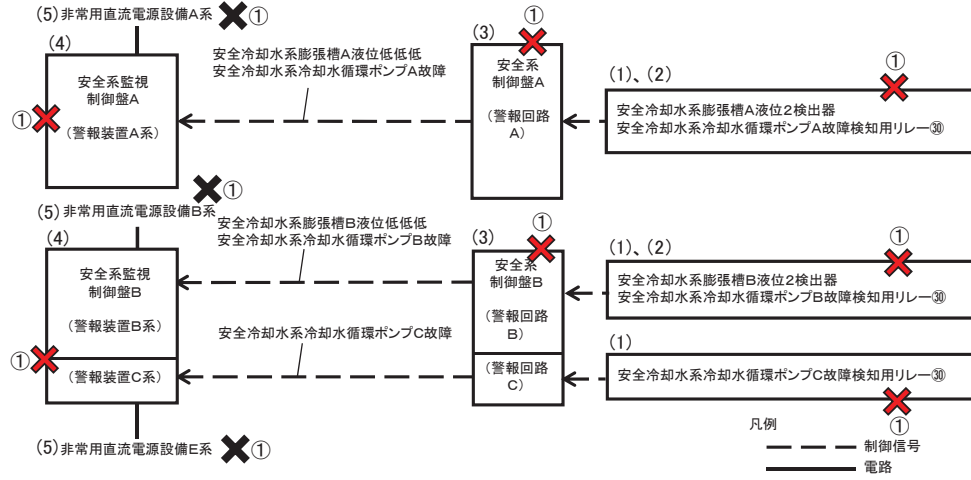 (5)非常用直流電源設備A系 ①
(4)
安全系監視
制御盤A
(警報装置A系)
①
安全冷却水系膨張槽A液位低低低
安全冷却水系冷却水循環ポンプA故障
(3)
①
安全系
制御盤A
(警報回路
A)
(1)、(2)
①
安全冷却水系膨張槽A液位2検出器
安全冷却水系冷却水循環ポンプA故障検知用リレー㉚
①
(5)非常用直流電源設備B系
(4)
安全系監視
制御盤B
(警報装置B系)
①
(警報装置C系)
安全冷却水系膨張槽B液位低低低
安全冷却水系冷却水循環ポンプB故障
安全冷却水系冷却水循環ポンプC故障
(3)
①
安全系
制御盤B
(警報回路
B)
(警報回路
C)
(1)、(2)
①
安全冷却水系膨張槽B液位2検出器
安全冷却水系冷却水循環ポンプB故障検知用リレー㉚
(1)
安全冷却水系冷却水循環ポンプC故障検知用リレー㉚
①
(5)非常用直流電源設備E系 ①
凡例
制御信号
電路